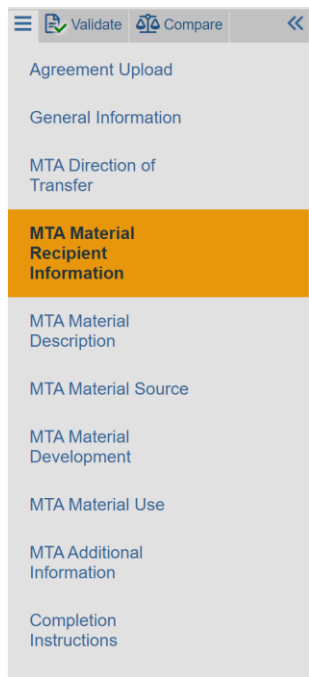 Validate Compare
Agreement Upload
General Information
MTA Direction of
Transfer
MTA Material
Recipient
Information
MTA Material
Description
MTA Material Source
MTA Material
Development
MTA Material Use
MTA Additional
Information
Completion
Instructions